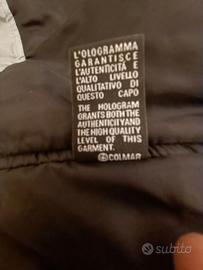 L'OLOGRAMMA
GARANTISCE
L'AUTENTICITÀ E
L'ALTO LIVELLO
QUALITATIVO DI
QUESTO CAPO
THE HOLOGRAM
GRANTS BOTH THE
AUTHENTICITY AND
THE HIGH QUALITY
LEVEL OF THIS
GARMENT.
COLMAR
subito